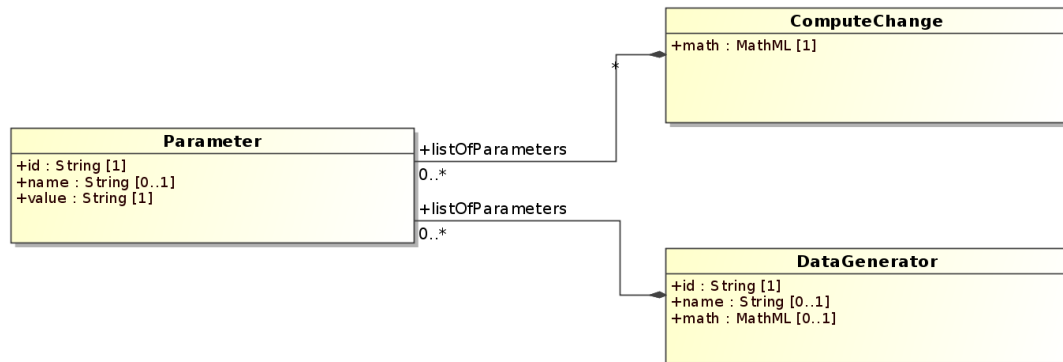 ComputeChange
+math : MathML [1]
*
Parameter
+id : String [1]
+name : String [0..1]
+value : String [1]
+listOfParameters
0..*
+listOfParameters
0..*
DataGenerator
+id : String [1]
+name : String [0..1]
+math : MathML [0..1]